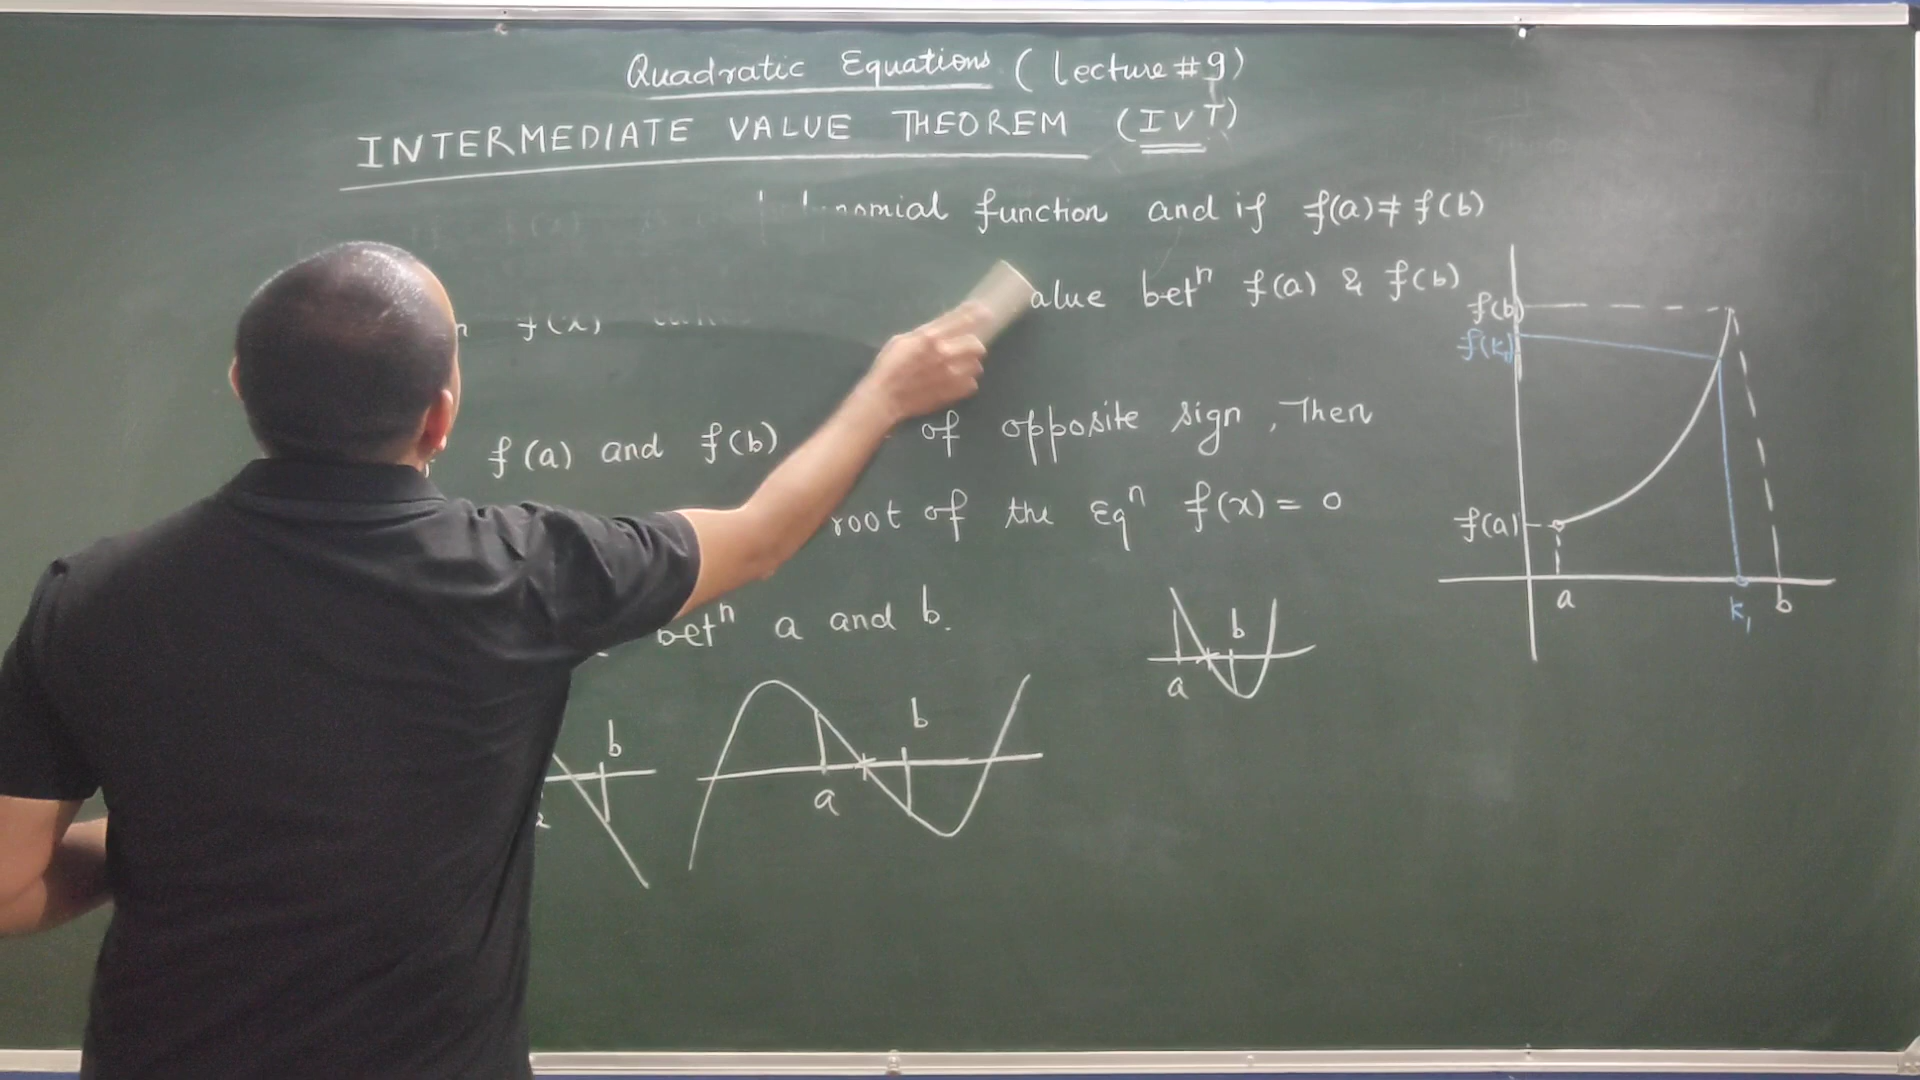 Quadratic Equations (Lecture #9)
INTERMEDIATE VALUE THEOREM (IVT)
function and if f(a) ≠ f(b)
f(x) betⁿ f(a) & f(b)
f(a) and f(b) of opposite sign, Then
root of the Eqⁿ f(x) = 0
betⁿ a and b.
f(b)
f(k₁)
f(a)
a k₁ b
b
a
b
b
a